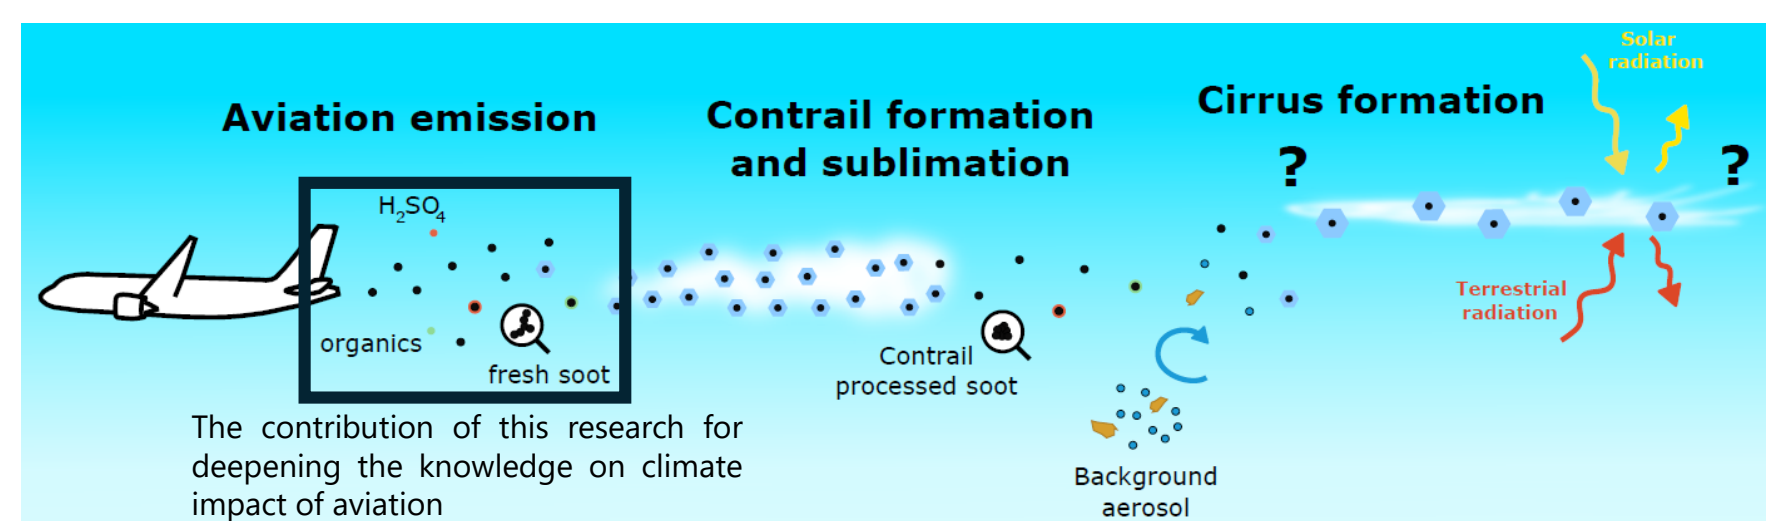 Aviation emission
H₂SO₄
organics
fresh soot
The contribution of this research for
deepening the knowledge on climate
impact of aviation
Contrail formation
and sublimation
Contrail
processed soot
Background
aerosol
Cirrus formation
?
?
Solar
radiation
Terrestrial
radiation